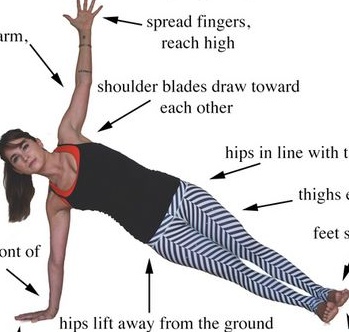 spread fingers,
reach high
arm,
shoulder blades draw toward
each other
hips in line with
thighs
feet
of
hips lift away from the ground